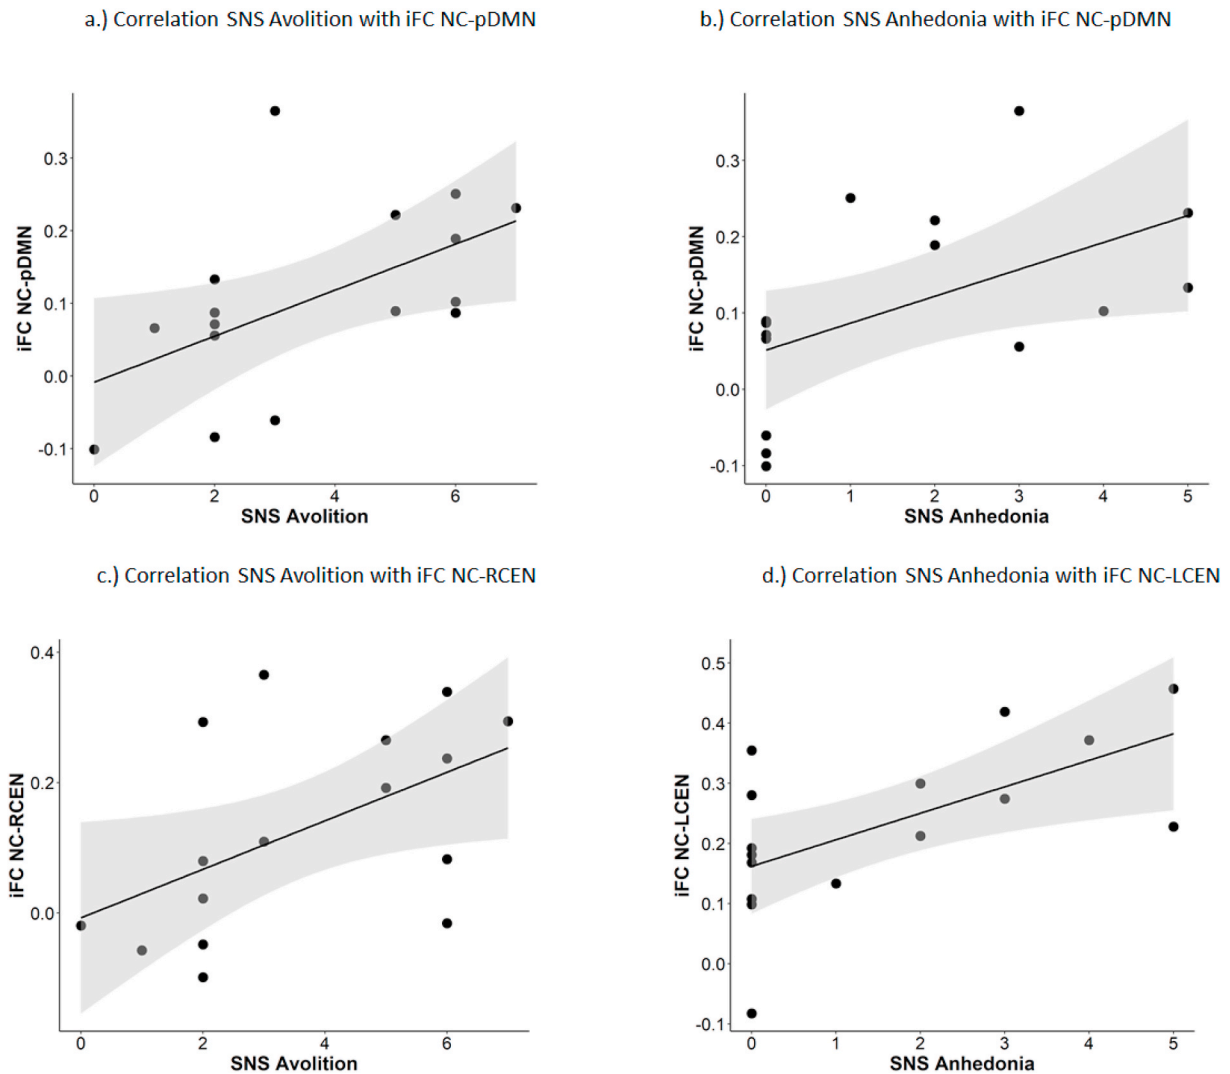 a.) Correlation SNS Avolition with iFC NC-pDMN
b.) Correlation SNS Anhedonia with iFC NC-pDMN
iFC NC-pDMN
0.3
0.2
0.1
0.0
-0.1
0 2 4 6
SNS Avolition
iFC NC-pDMN
0.3
0.2
0.1
0.0
-0.1
0 1 2 3 4 5
SNS Anhedonia
c.) Correlation SNS Avolition with iFC NC-RCEN
d.) Correlation SNS Anhedonia with iFC NC-LCEN
iFC NC-RCEN
0.4
0.2
0.0
0 2 4 6
SNS Avolition
iFC NC-LCEN
0.5
0.4
0.3
0.2
0.1
0.0
-0.1
0 1 2 3 4 5
SNS Anhedonia